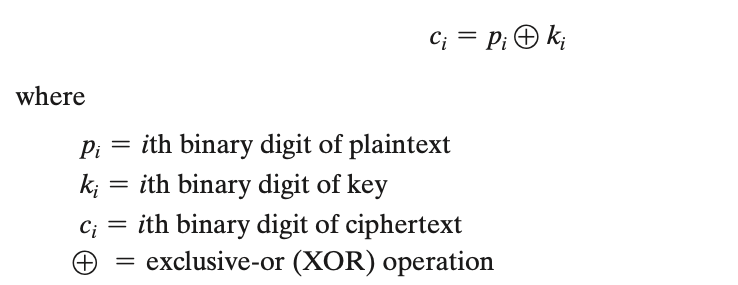 cᵢ = pᵢ ⊕ kᵢ
where
pᵢ = ith binary digit of plaintext
kᵢ = ith binary digit of key
cᵢ = ith binary digit of ciphertext
⊕ = exclusive-or (XOR) operation